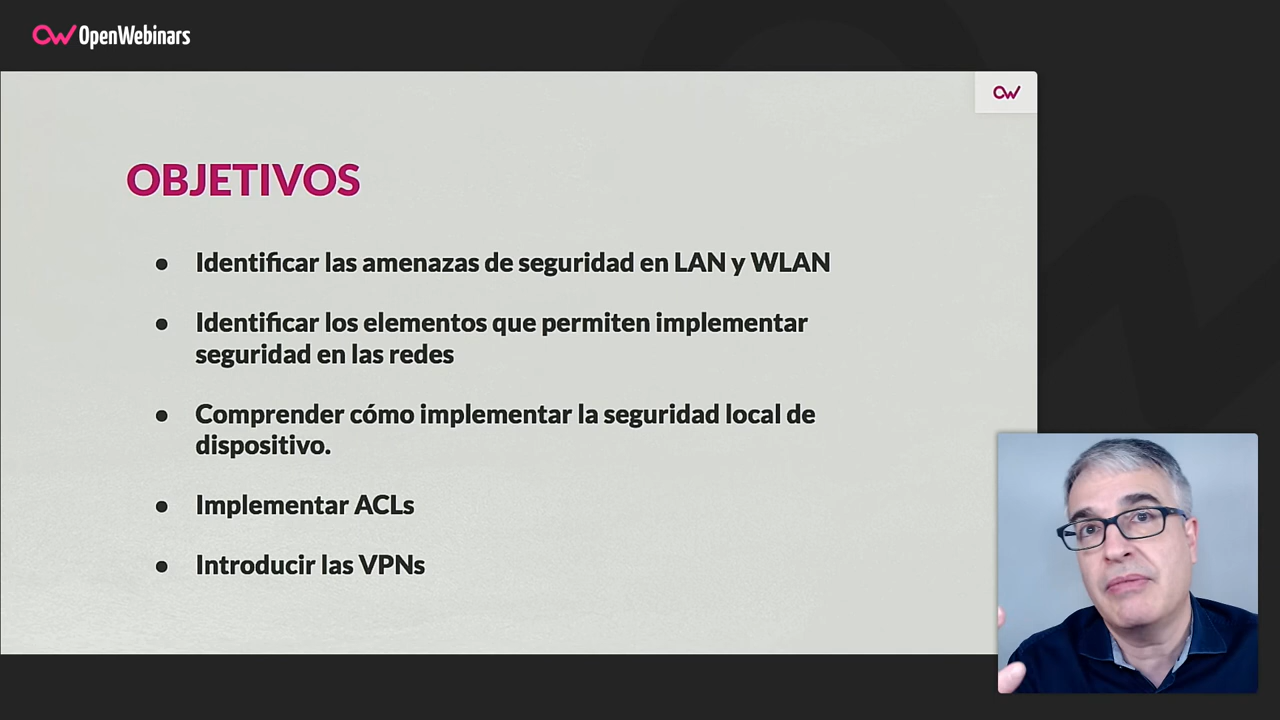 OpenWebinars
OBJETIVOS
● Identificar las amenazas de seguridad en LAN y WLAN
● Identificar los elementos que permiten implementar
seguridad en las redes
● Comprender cómo implementar la seguridad local de
dispositivo.
● Implementar ACLs
● Introducir las VPNs